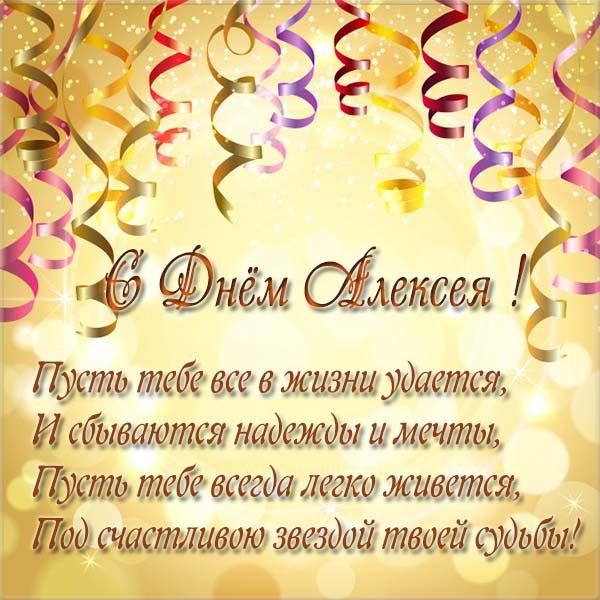 С Днём Алексея !
Пусть тебе все в жизни удается,
И сбываются надежды и мечты,
Пусть тебе всегда легко живется,
Под счастливою звездой твоей судьбы!